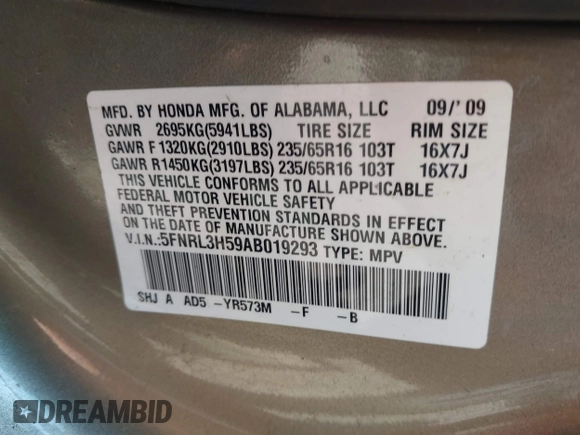 MFD. BY HONDA MFG. OF ALABAMA, LLC 09/'09
GVWR 2695KG(5941LBS) TIRE SIZE RIM SIZE
GAWR F 1320KG(2910LBS) 235/65R16 103T 16X7J
GAWR R1450KG(3197LBS) 235/65R16 103T 16X7J
THIS VEHICLE CONFORMS TO ALL APPLICABLE
FEDERAL MOTOR VEHICLE SAFETY
AND THEFT PREVENTION STANDARDS IN EFFECT
ON THE DATE OF MANUFACTURE SHOWN ABOVE.
V.I.N.:5FNRL3H59AB019293 TYPE: MPV
SHJ A AD5 -YR573M -F -B
DREAMBID